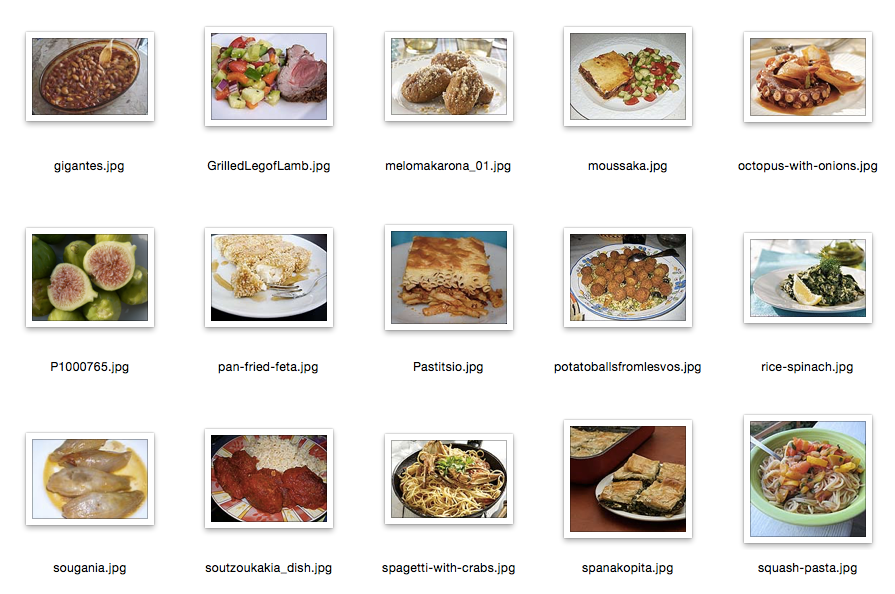 gigantes.jpg
GrilledLegofLamb.jpg
melomakarona_01.jpg
moussaka.jpg
octopus-with-onions.jpg
P1000765.jpg
pan-fried-feta.jpg
Pastitsio.jpg
potatoballsfromlesvos.jpg
rice-spinach.jpg
sougania.jpg
soutzoukakia_dish.jpg
spagetti-with-crabs.jpg
spanakopita.jpg
squash-pasta.jpg